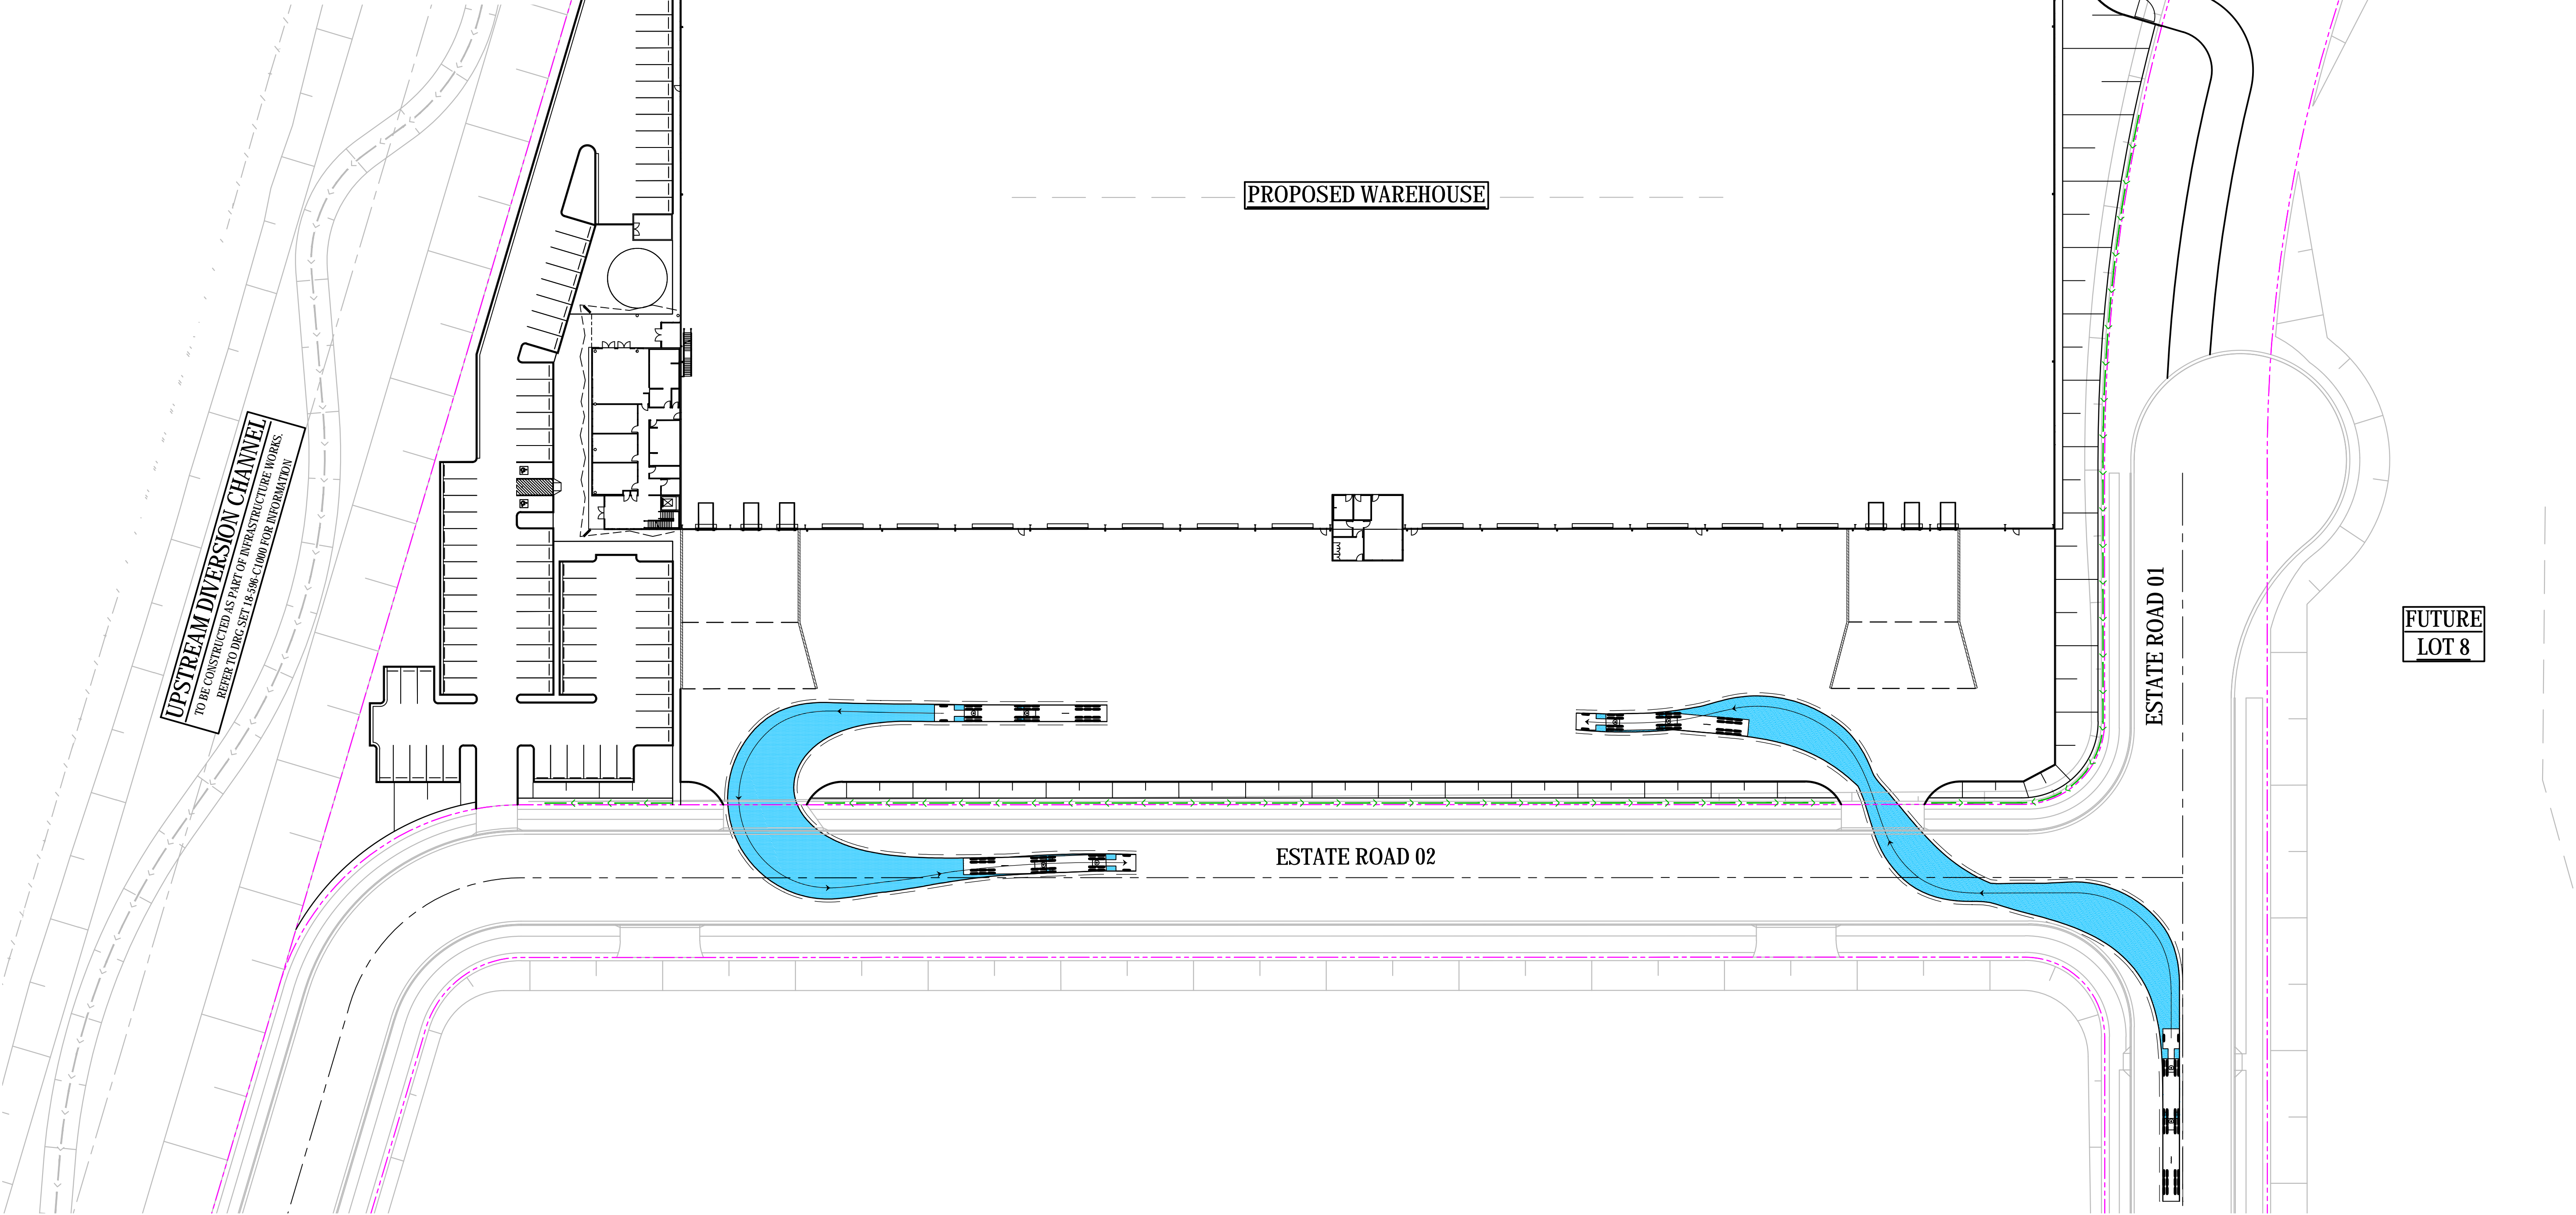 PROPOSED WAREHOUSE
UPSTREAM DIVERSION CHANNEL
TO BE CONSTRUCTED AS PART OF INFRASTRUCTURE WORKS.
REFER TO DRG SET 18-596-C1000 FOR INFORMATION
ESTATE ROAD 01
FUTURE
LOT 8
ESTATE ROAD 02